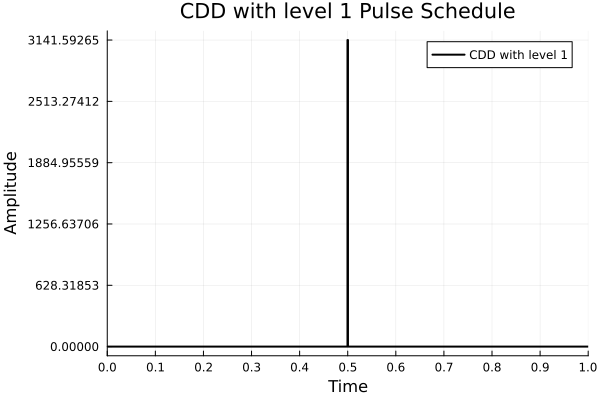 CDD with level 1 Pulse Schedule
3141.59265
CDD with level 1
2513.27412
1884.95559
Amplitude
1256.63706
628.31853
0.00000
0.0 0.1 0.2 0.3 0.4 0.5 0.6 0.7 0.8 0.9 1.0
Time